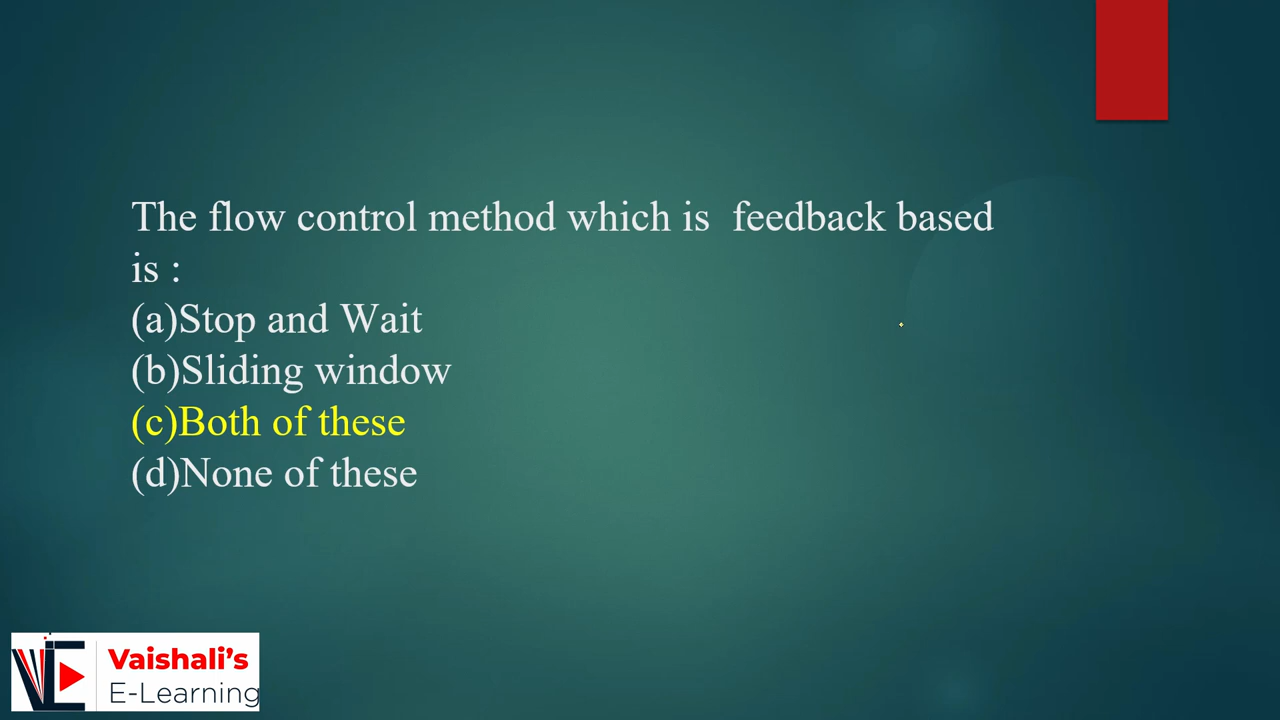 The flow control method which is  feedback based
is :
(a)Stop and Wait
(b)Sliding window
(c)Both of these
(d)None of these
Vaishali's
E-Learning